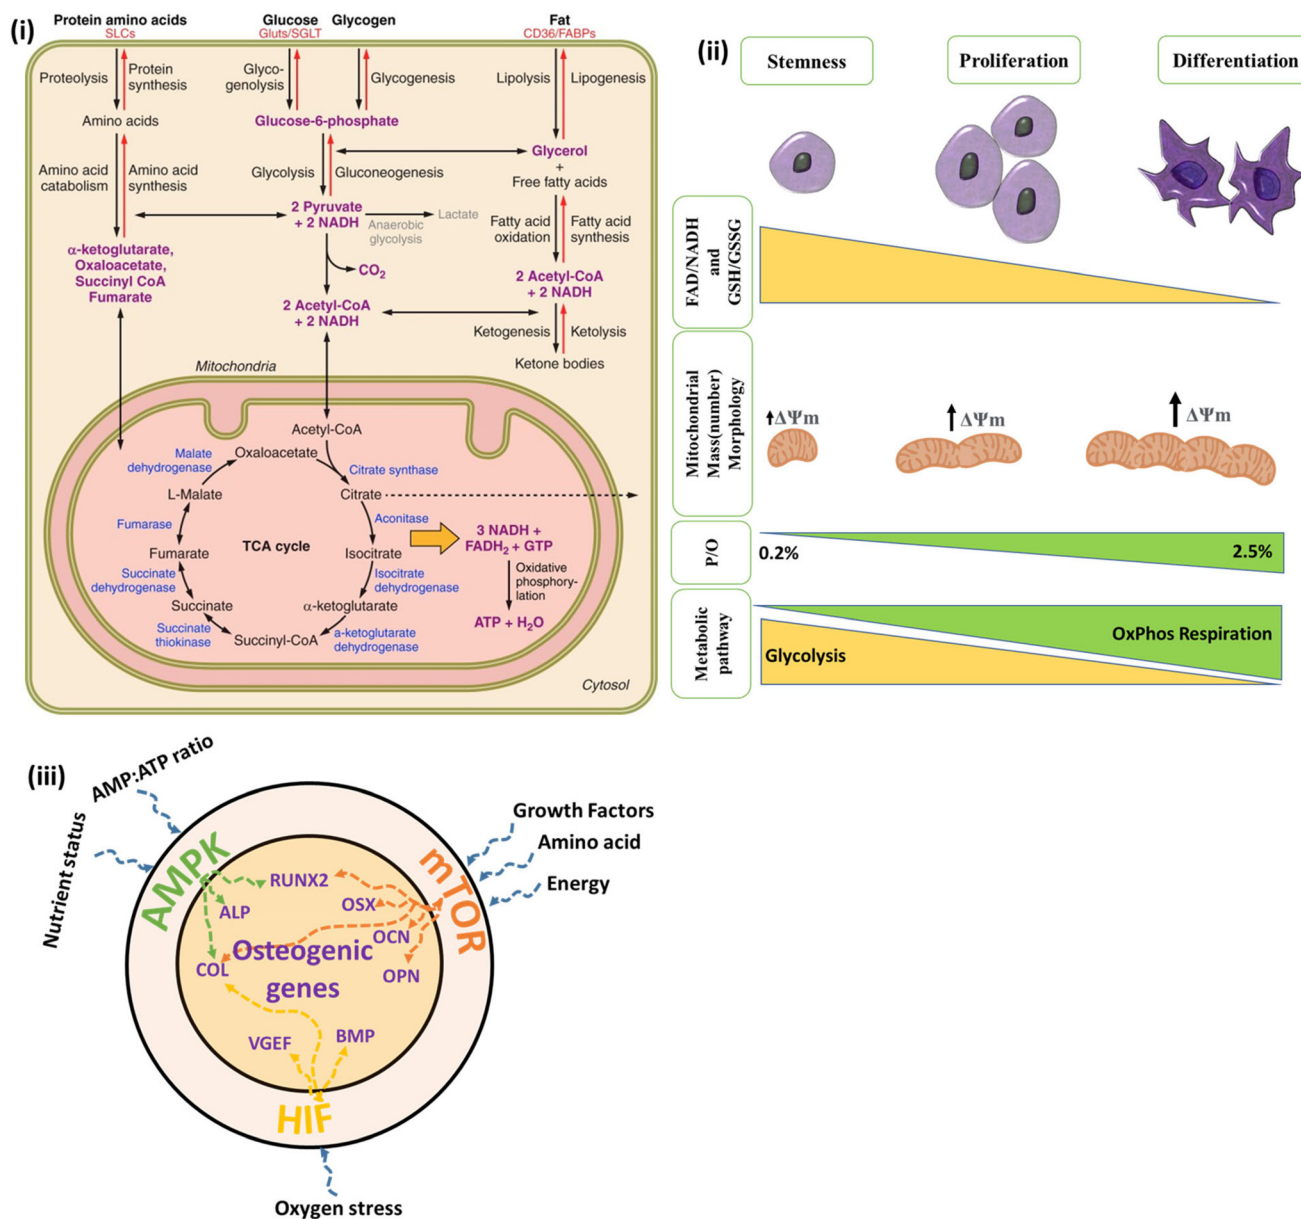 (i)
Protein amino acids
SLCs
Glucose
Glycogen
Gluts/SGLT
Fat
CD36/FABPs
Proteolysis
Protein
synthesis
Glyco-
genolysis
Glycogenesis
Lipolysis
Lipogenesis
Amino acids
Glucose-6-phosphate
Glycerol
+
Free fatty acids
Amino acid
catabolism
Amino acid
synthesis
Glycolysis
Gluconeogenesis
2 Pyruvate
+ 2 NADH
Lactate
Anaerobic
glycolysis
Fatty acid
oxidation
Fatty acid
synthesis
α-ketoglutarate,
Oxaloacetate,
Succinyl CoA
Fumarate
CO2
2 Acetyl-CoA
+ 2 NADH
2 Acetyl-CoA
+ 2 NADH
Ketogenesis
Ketolysis
Ketone bodies
Mitochondria
Acetyl-CoA
Malate
dehydrogenase
Oxaloacetate
Citrate synthase
L-Malate
Citrate
Fumarase
Aconitase
TCA cycle
3 NADH +
FADH2 + GTP
Fumarate
Isocitrate
Succinate
dehydrogenase
Isocitrate
dehydrogenase
Oxidative
phosphory-
lation
Succinate
α-ketoglutarate
ATP + H2O
Succinate
thiokinase
Succinyl-CoA
a-ketoglutarate
dehydrogenase
Cytosol
(ii)
Stemness
Proliferation
Differentiation
FAD/NADH
and
GSH/GSSG
Mitochondrial
Mass(number)
Morphology
ΔΨm
ΔΨm
ΔΨm
P/O
0.2%
2.5%
Metabolic
pathway
OxPhos Respiration
Glycolysis
(iii)
AMP:ATP ratio
Nutrient status
Growth Factors
Amino acid
Energy
AMPK
mTOR
RUNX2
ALP
OSX
OCN
COL
OPN
Osteogenic
genes
VGEF
BMP
HIF
Oxygen stress